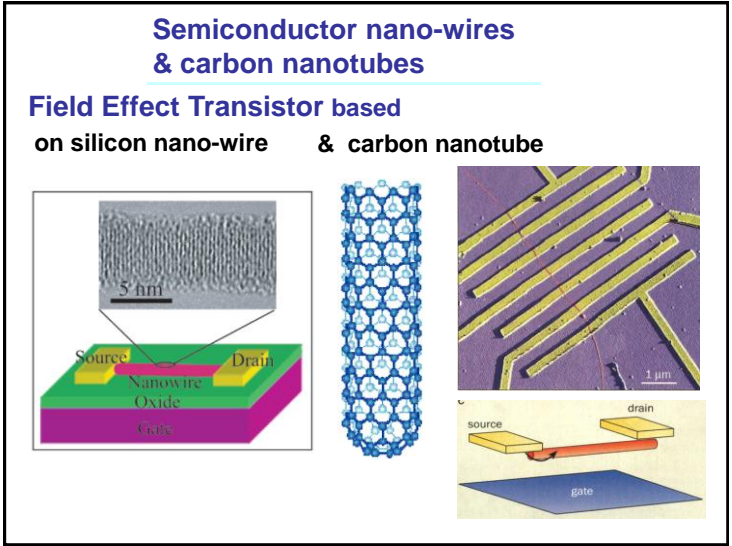 Semiconductor nano-wires
& carbon nanotubes
Field Effect Transistor based
on silicon nano-wire & carbon nanotube
5 nm
Source
Drain
Nanowire
Oxide
Gate
1 µm
c
drain
source
gate